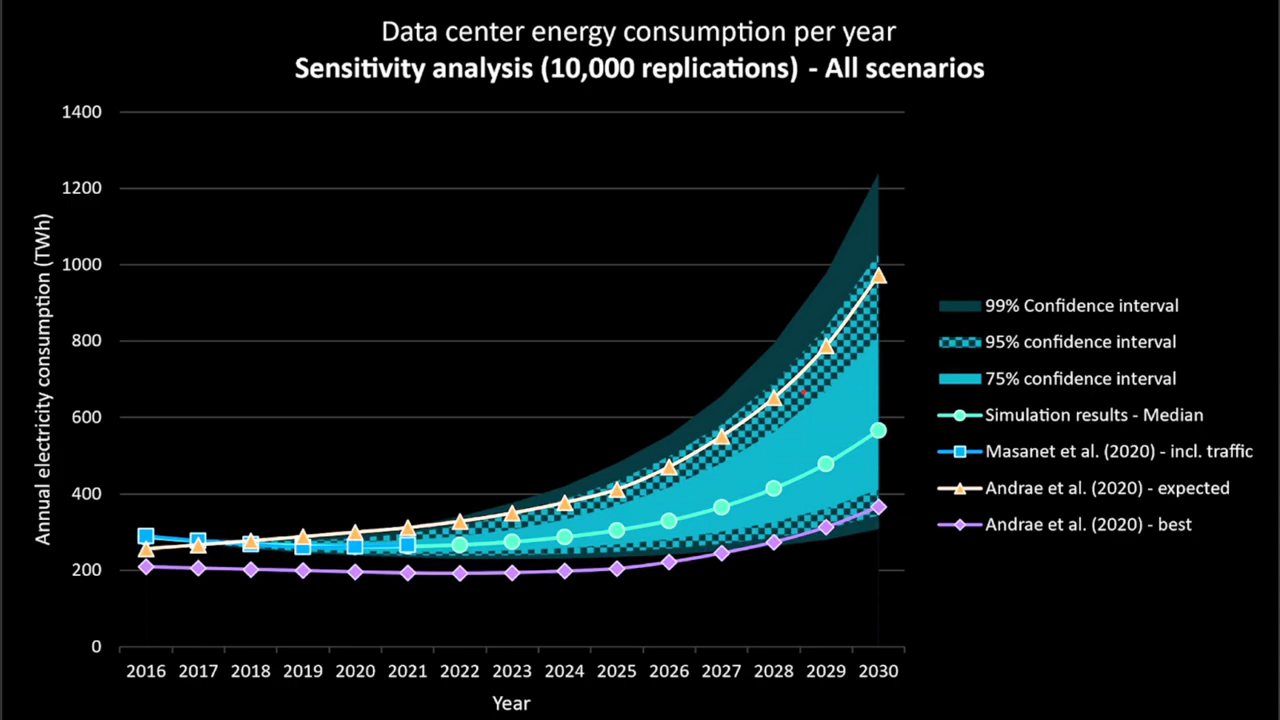 Data center energy consumption per year
Sensitivity analysis (10,000 replications) - All scenarios
Annual electricity consumption (TWh)
1400
1200
1000
800
600
400
200
0
2016 2017 2018 2019 2020 2021 2022 2023 2024 2025 2026 2027 2028 2029 2030
Year
99% Confidence interval
95% confidence interval
75% confidence interval
Simulation results - Median
Masanet et al. (2020) - incl. traffic
Andrae et al. (2020) - expected
Andrae et al. (2020) - best